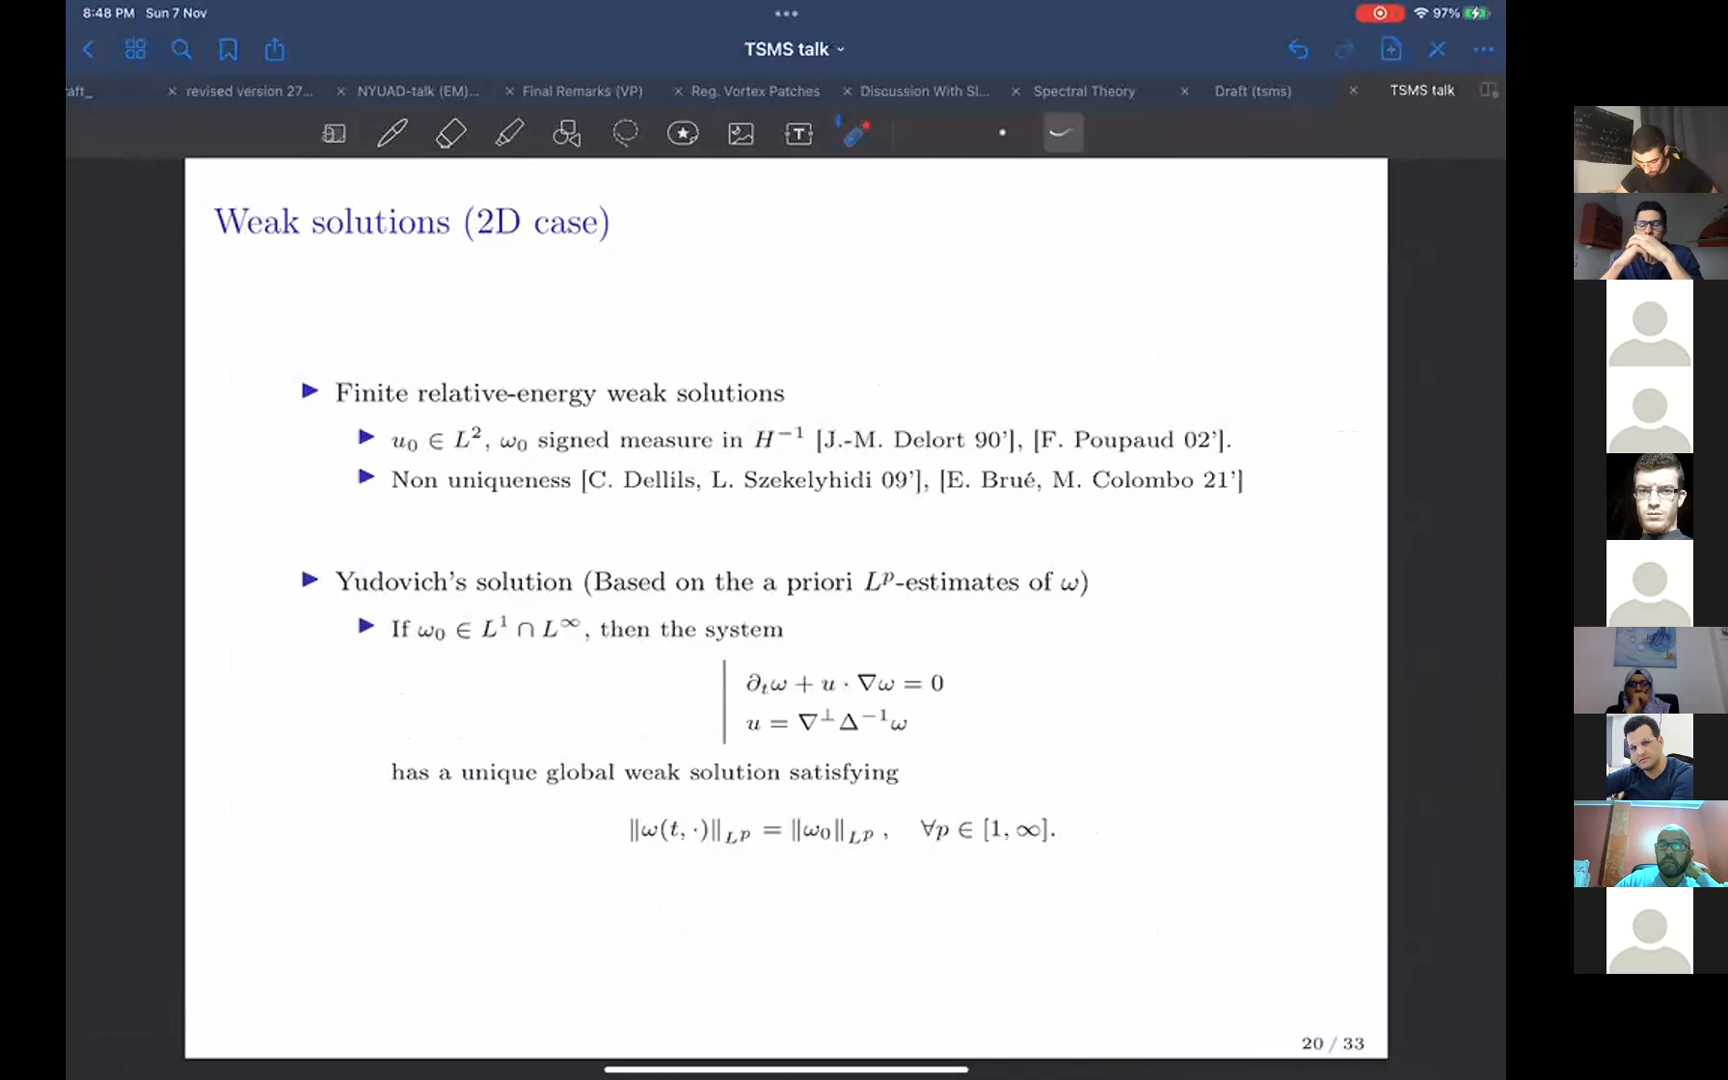 8:48 PM Sun 7 Nov
97%
TSMS talk
aft_
revised version 27...
NYUAD-talk (EM)...
Final Remarks (VP)
Reg. Vortex Patches
Discussion With Sl...
Spectral Theory
Draft (tsms)
TSMS talk
Weak solutions (2D case)
Finite relative-energy weak solutions
u₀ ∈ L², ω₀ signed measure in H⁻¹ [J.-M. Delort 90'], [F. Poupaud 02'].
Non uniqueness [C. Dellils, L. Szekelyhidi 09'], [E. Brué, M. Colombo 21']
Yudovich's solution (Based on the a priori Lᵖ-estimates of ω)
If ω₀ ∈ L¹ ∩ L^∞, then the system
∂ₜω + u · ∇ω = 0
u = ∇^⊥Δ⁻¹ω
has a unique global weak solution satisfying
‖ω(t, ·)‖_{Lᵖ} = ‖ω₀‖_{Lᵖ} , ∀p ∈ [1, ∞].
20 / 33